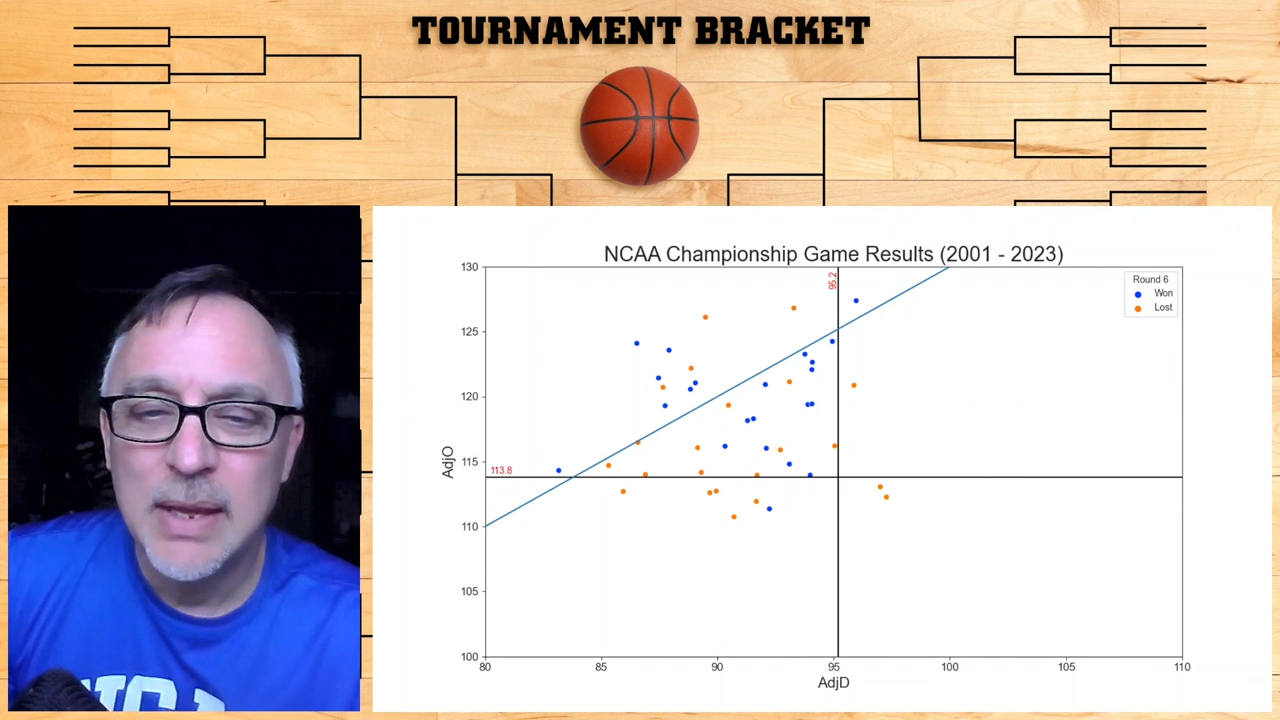 TOURNAMENT BRACKET
NCAA Championship Game Results (2001 - 2023)
130
125
120
115
110
105
100
AdjO
95.2
113.8
Round 6
Won
Lost
80
85
90
95
100
105
110
AdjD